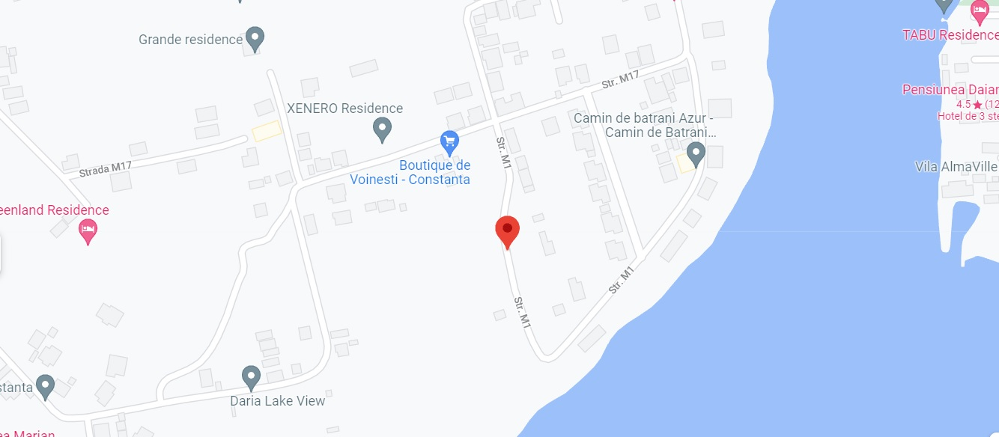 Grande residence
TABU Residence
Str. M17
Pensiunea Daian
4.5★(12
Hotel de 3 ste
XENERO Residence
Camin de batrani Azur -
Camin de Batrani...
Strada M17
Str. M1
Boutique de
Voinesti - Constanta
Vila AlmaVille
eenland Residence
Str. M1
Str. M1
stanta
Daria Lake View
ea Marian